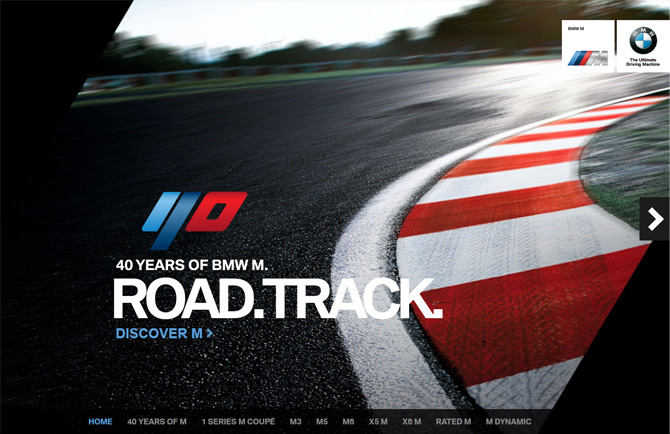 BMW M
M
BMW
The Ultimate
Driving Machine
40
40 YEARS OF BMW M.
ROAD.TRACK.
DISCOVER M >
HOME 40 YEARS OF M 1 SERIES M COUPÉ M3 M5 M6 X5 M X6 M RATED M M DYNAMIC